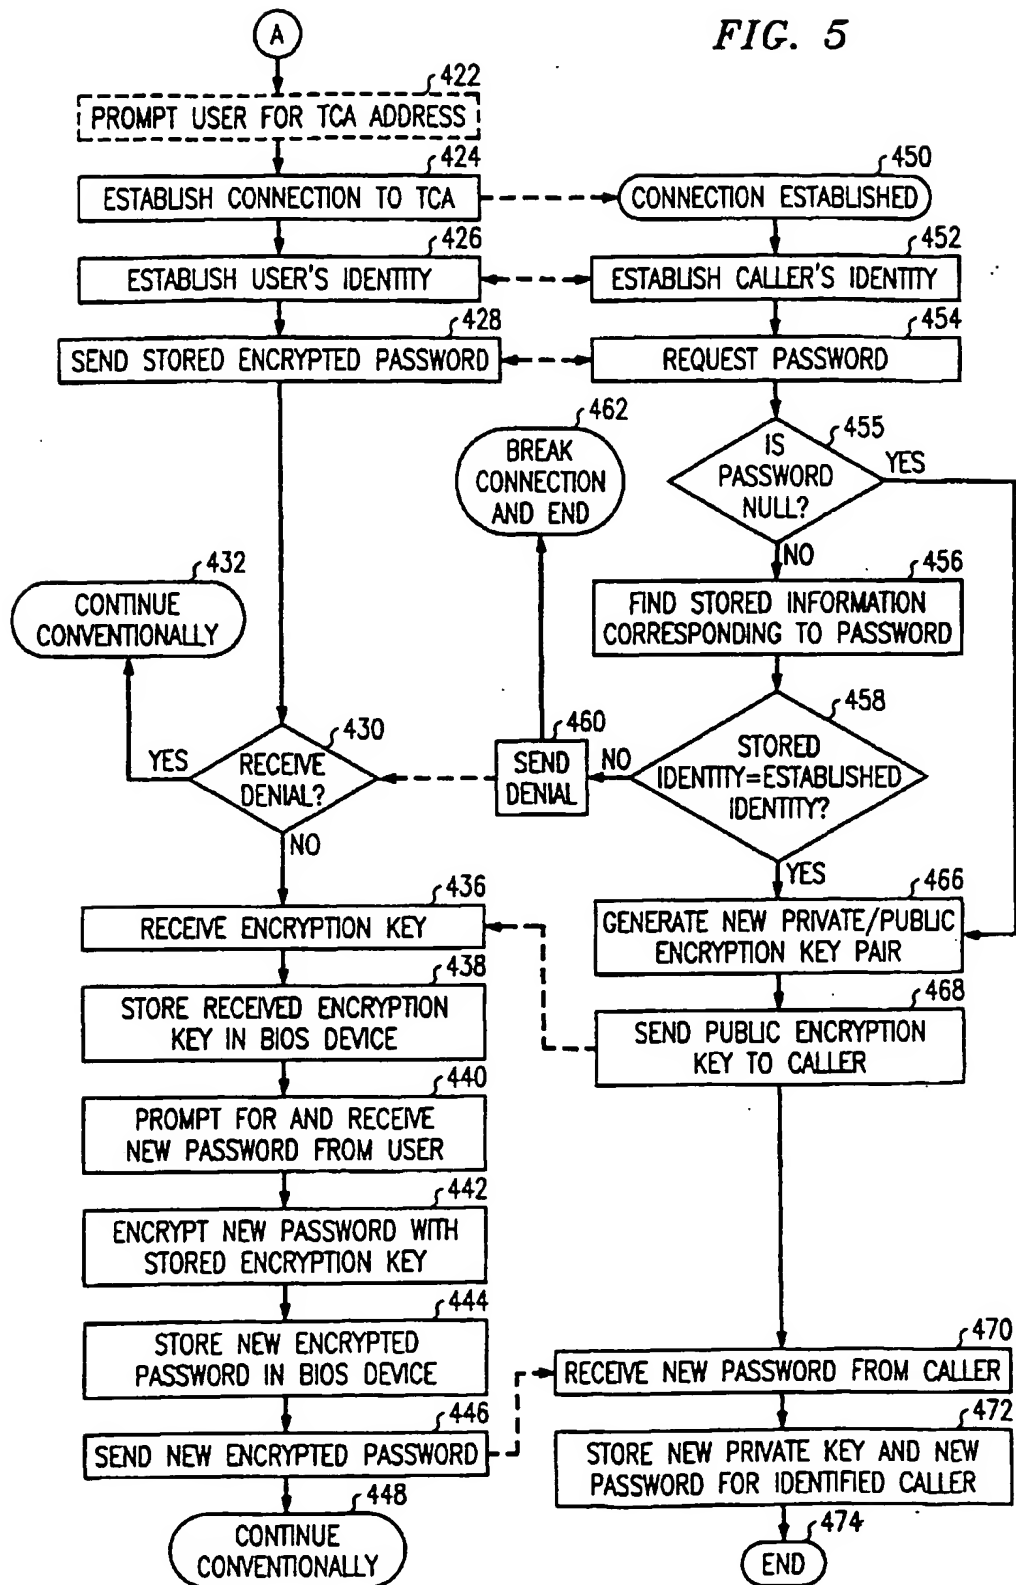 FIG. 5
A
422
PROMPT USER FOR TCA ADDRESS
424
ESTABLISH CONNECTION TO TCA
450
CONNECTION ESTABLISHED
426
ESTABLISH USER'S IDENTITY
452
ESTABLISH CALLER'S IDENTITY
428
SEND STORED ENCRYPTED PASSWORD
454
REQUEST PASSWORD
462
BREAK
CONNECTION
AND END
455
IS
PASSWORD
NULL?
YES
NO
432
CONTINUE
CONVENTIONALLY
456
FIND STORED INFORMATION
CORRESPONDING TO PASSWORD
430
YES
RECEIVE
DENIAL?
NO
460
SEND
DENIAL
NO
458
STORED
IDENTITY=ESTABLISHED
IDENTITY?
YES
436
RECEIVE ENCRYPTION KEY
466
GENERATE NEW PRIVATE/PUBLIC
ENCRYPTION KEY PAIR
438
STORE RECEIVED ENCRYPTION
KEY IN BIOS DEVICE
468
SEND PUBLIC ENCRYPTION
KEY TO CALLER
440
PROMPT FOR AND RECEIVE
NEW PASSWORD FROM USER
442
ENCRYPT NEW PASSWORD WITH
STORED ENCRYPTION KEY
444
STORE NEW ENCRYPTED
PASSWORD IN BIOS DEVICE
470
RECEIVE NEW PASSWORD FROM CALLER
446
SEND NEW ENCRYPTED PASSWORD
472
STORE NEW PRIVATE KEY AND NEW
PASSWORD FOR IDENTIFIED CALLER
448
CONTINUE
CONVENTIONALLY
474
END